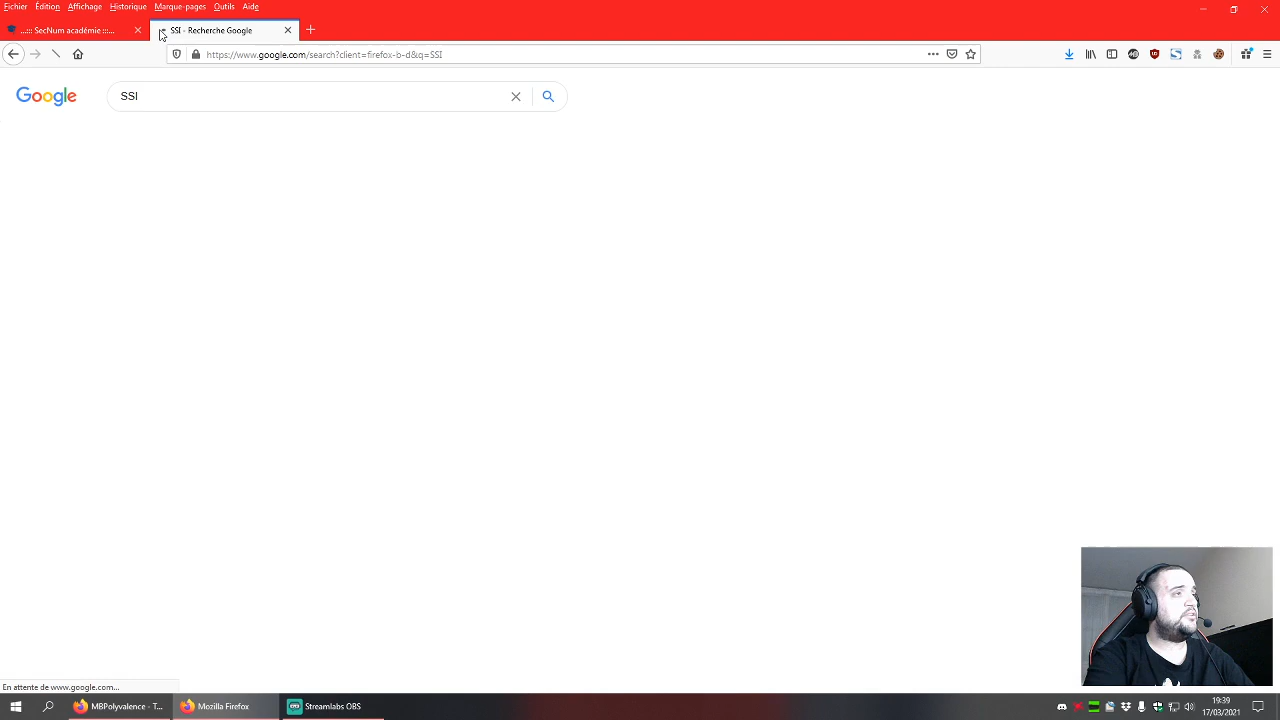 Fichier Édition Affichage Historique Marque-pages Outils Aide
...::: SecNum académie :::...
SSI - Recherche Google
https://www.google.com/search?client=firefox-b-d&q=SSI
Google
SSI
En attente de www.google.com...
MBPolyvalence - T...
Mozilla Firefox
Streamlabs OBS
19:39
17/03/2021